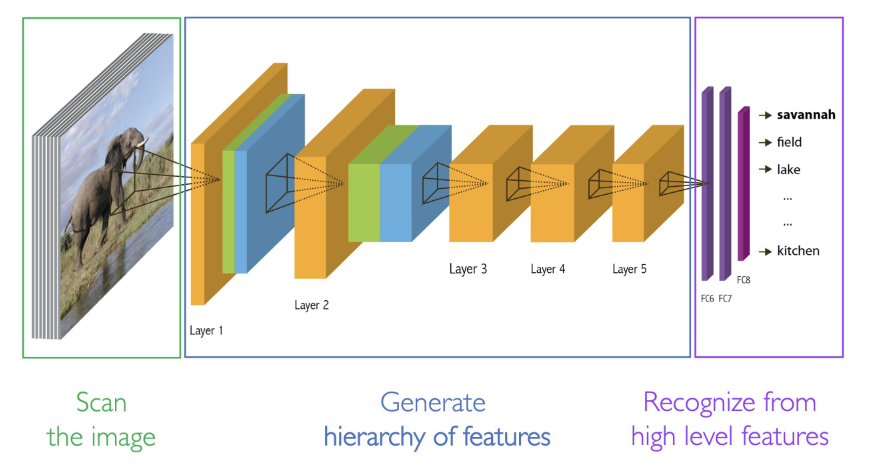 savannah
field
lake
...
...
kitchen
Layer 1
Layer 2
Layer 3
Layer 4
Layer 5
FC6
FC7
FC8
Scan
the image
Generate
hierarchy of features
Recognize from
high level features